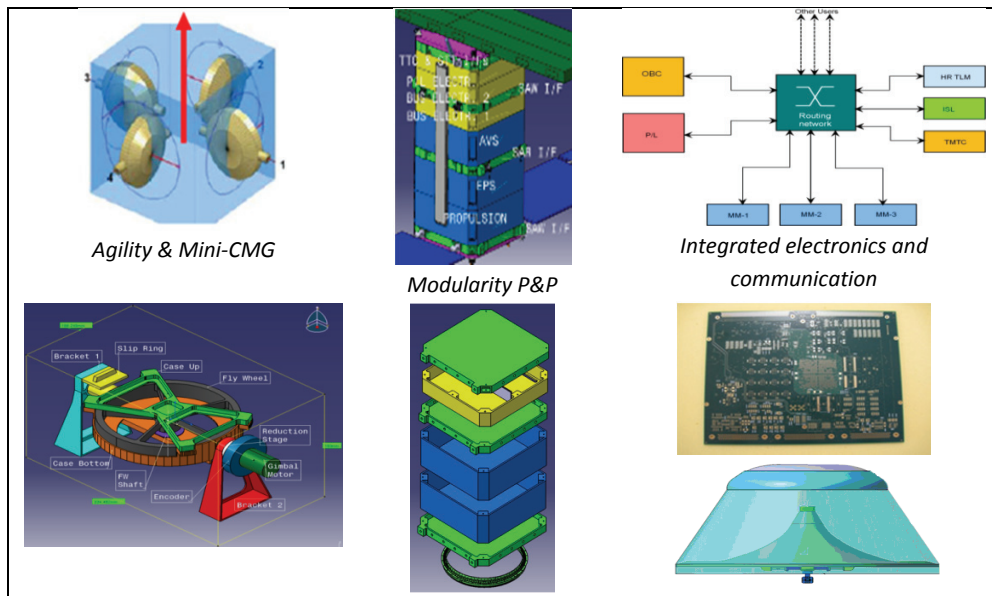 3
2
4
1
Agility & Mini-CMG
P/L ELECTR
BUS ELECTR 2
BUS ELECTR 1
AVS
EPS
PROPULSION
SAW I/F
SAR I/F
SAW I/F
Modularity P&P
Other Users
OBC
P/L
Routing
network
HR TLM
ISL
TMTC
MM-1
MM-2
MM-3
Integrated electronics and
communication
Bracket 1
Slip Ring
Case Up
Fly Wheel
Reduction
Stage
Gimbal
Motor
Case Bottom
FW
Shaft
Encoder
Bracket 2